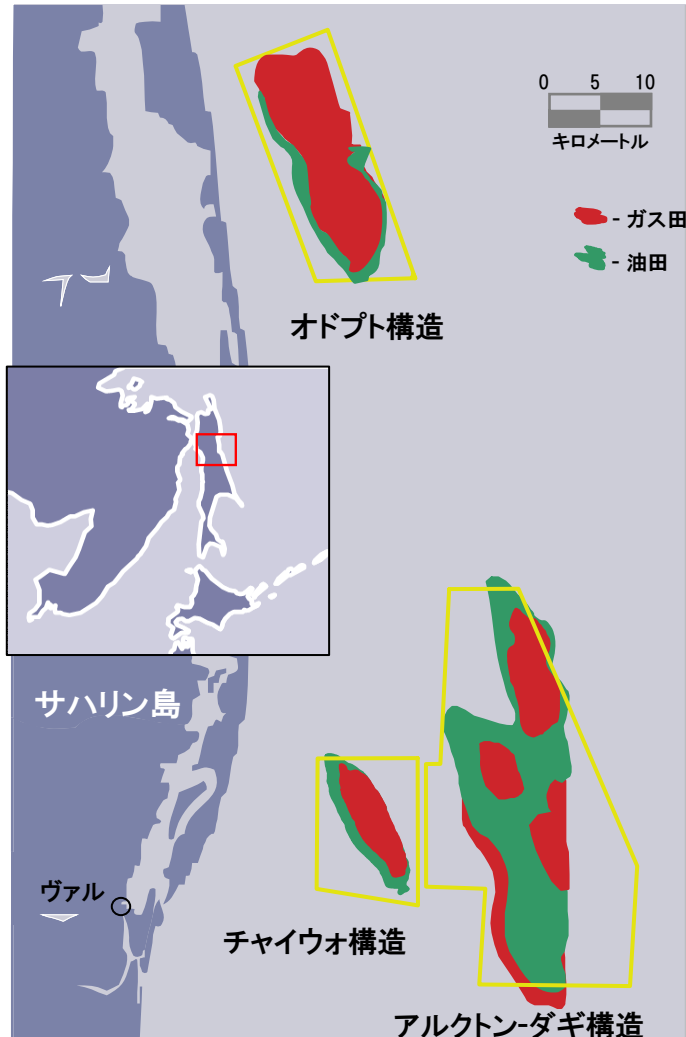 0 5 10
キロメートル
- ガス田
- 油田
オドプト構造
サハリン島
ヴァル
チャイウォ構造
アルクトン-ダギ構造